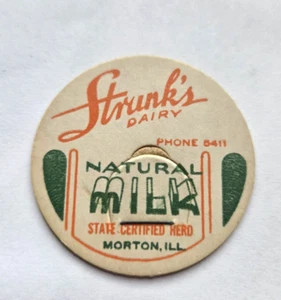 Strunk's
DAIRY
PHONE 5411
NATURAL
MILK
STATE CERTIFIED HERD
MORTON, ILL.